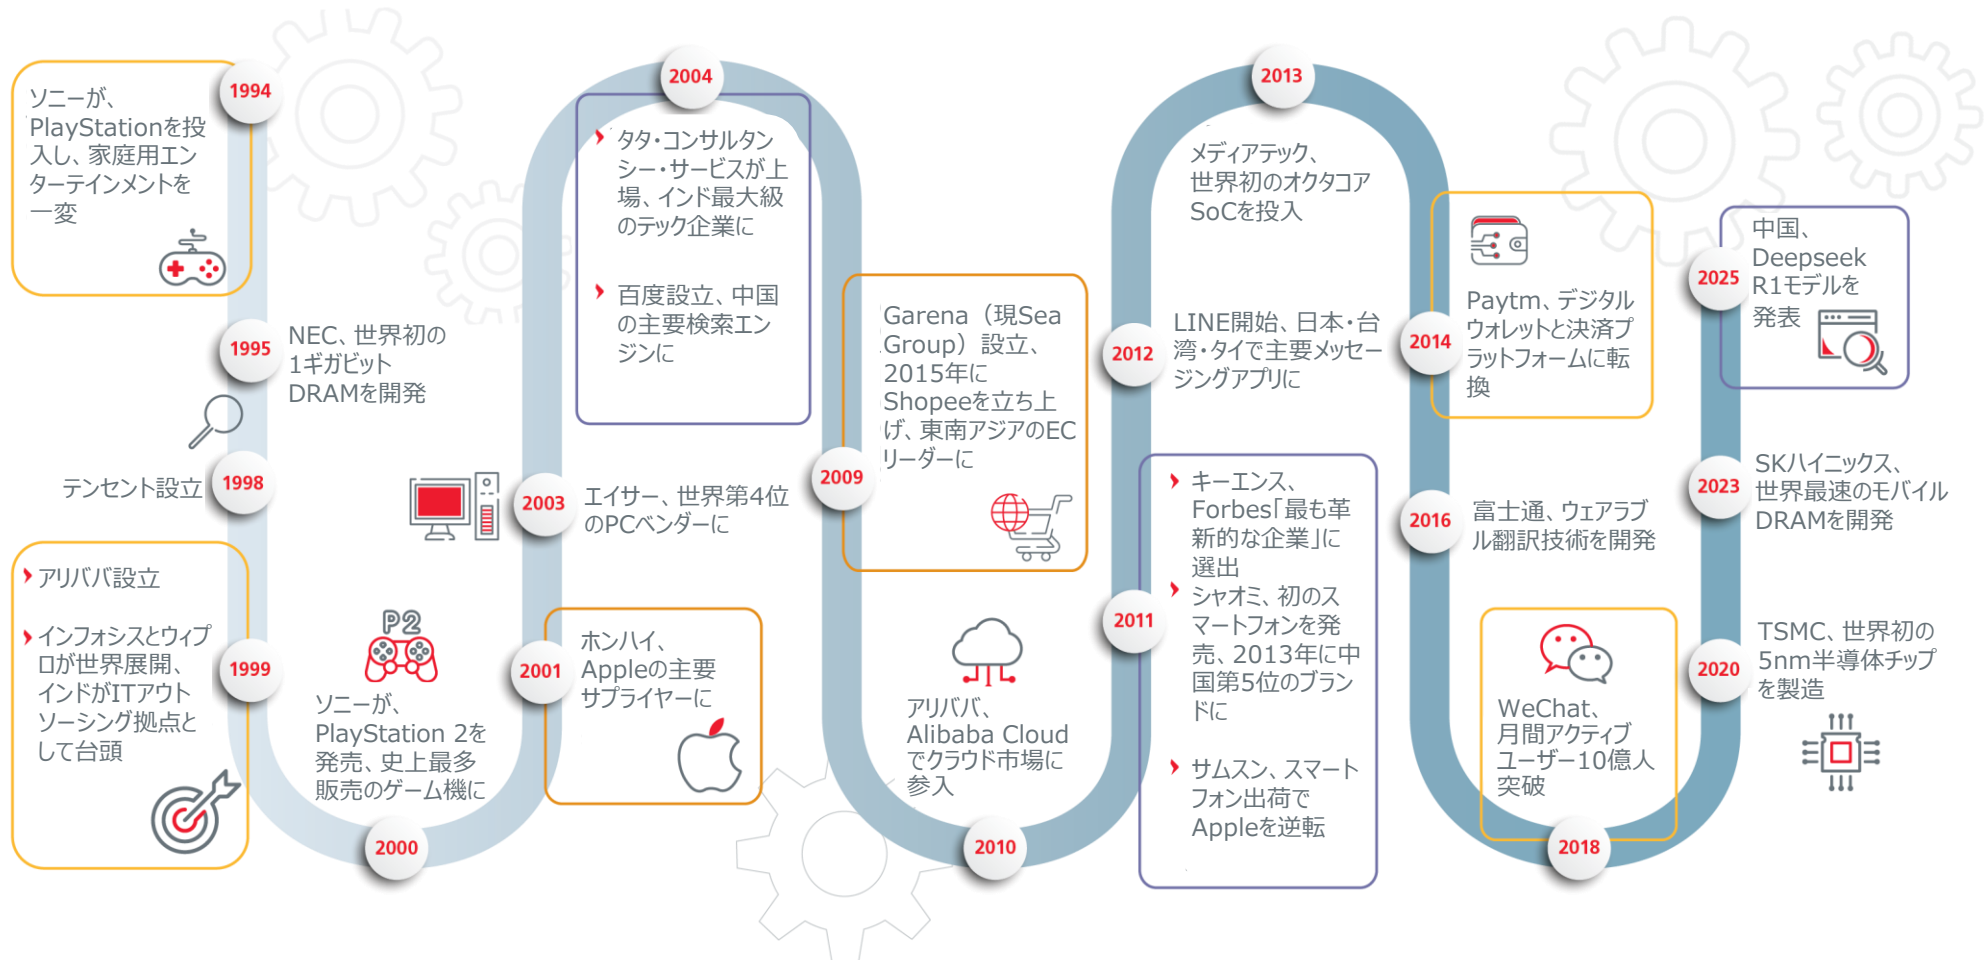 1994
ソニーが、
PlayStationを投
入し、家庭用エン
ターテインメントを
一変
1995
NEC、世界初の
1ギガビット
DRAMを開発
1998
テンセント設立
1999
アリババ設立
インフォシスとウィプ
ロが世界展開、
インドがITアウト
ソーシング拠点と
して台頭
2000
P2
ソニーが、
PlayStation 2を
発売、史上最多
販売のゲーム機に
2001
ホンハイ、
Appleの主要
サプライヤーに
2003
エイサー、世界第4位
のPCベンダーに
2004
タタ・コンサルタン
シー・サービスが上
場、インド最大級
のテック企業に
百度設立、中国
の主要検索エン
ジンに
2009
Garena（現Sea
Group）設立、
2015年に
Shopeeを立ち上
げ、東南アジアのEC
リーダーに
2010
アリババ、
Alibaba Cloud
でクラウド市場に
参入
2011
キーエンス、
Forbes「最も革
新的な企業」に
選出
シャオミ、初のス
マートフォンを発
売、2013年に中
国第5位のブラン
ドに
サムスン、スマート
フォン出荷で
Appleを逆転
2012
LINE開始、日本・台
湾・タイで主要メッセー
ジングアプリに
2013
メディアテック、
世界初のオクタコア
SoCを投入
2014
Paytm、デジタル
ウォレットと決済プ
ラットフォームに転
換
2016
富士通、ウェアラブ
ル翻訳技術を開発
2018
WeChat、
月間アクティブ
ユーザー10億人
突破
2020
TSMC、世界初の
5nm半導体チップ
を製造
2023
SKハイニックス、
世界最速のモバイル
DRAMを開発
2025
中国、
Deepseek
R1モデルを
発表